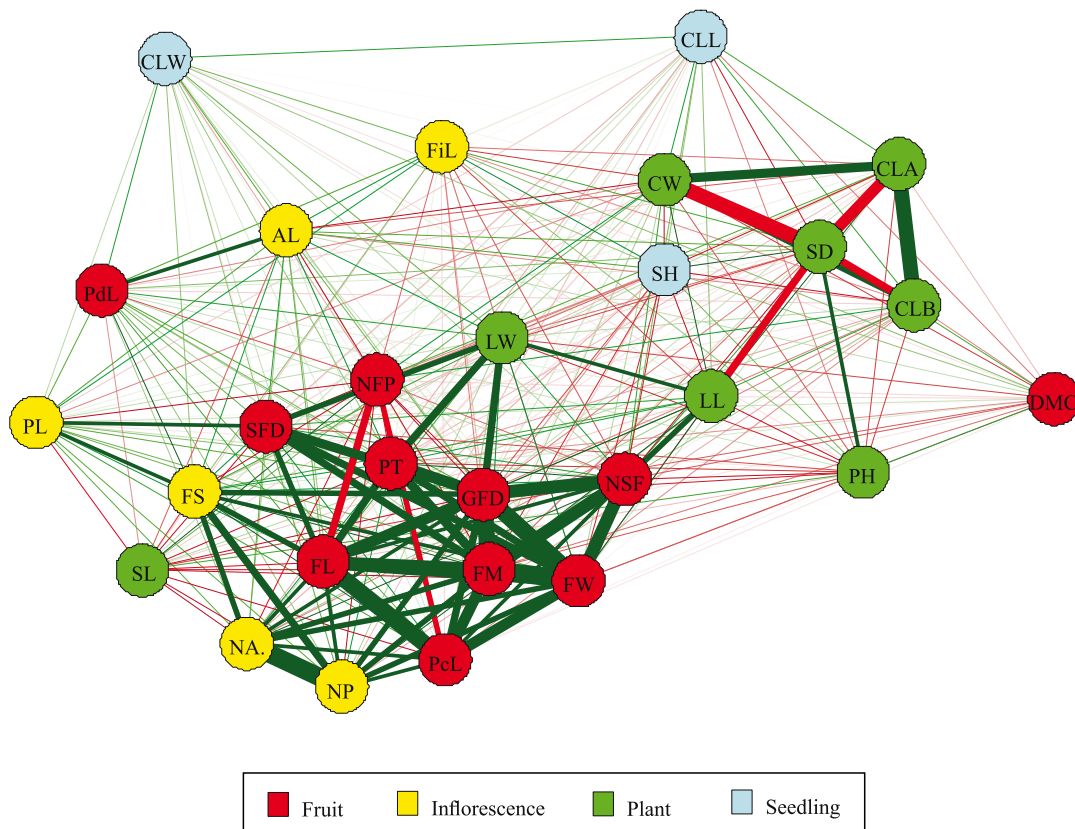 CLL
CLW
FiL
CLA
CW
AL
SD
SH
PdL
CLB
LW
NFP
LL
DMC
PL
SFD
PT
PH
NSF
FS
GFD
FL
FM
SL
FW
NA.
PcL
NP
Fruit Inflorescence Plant Seedling